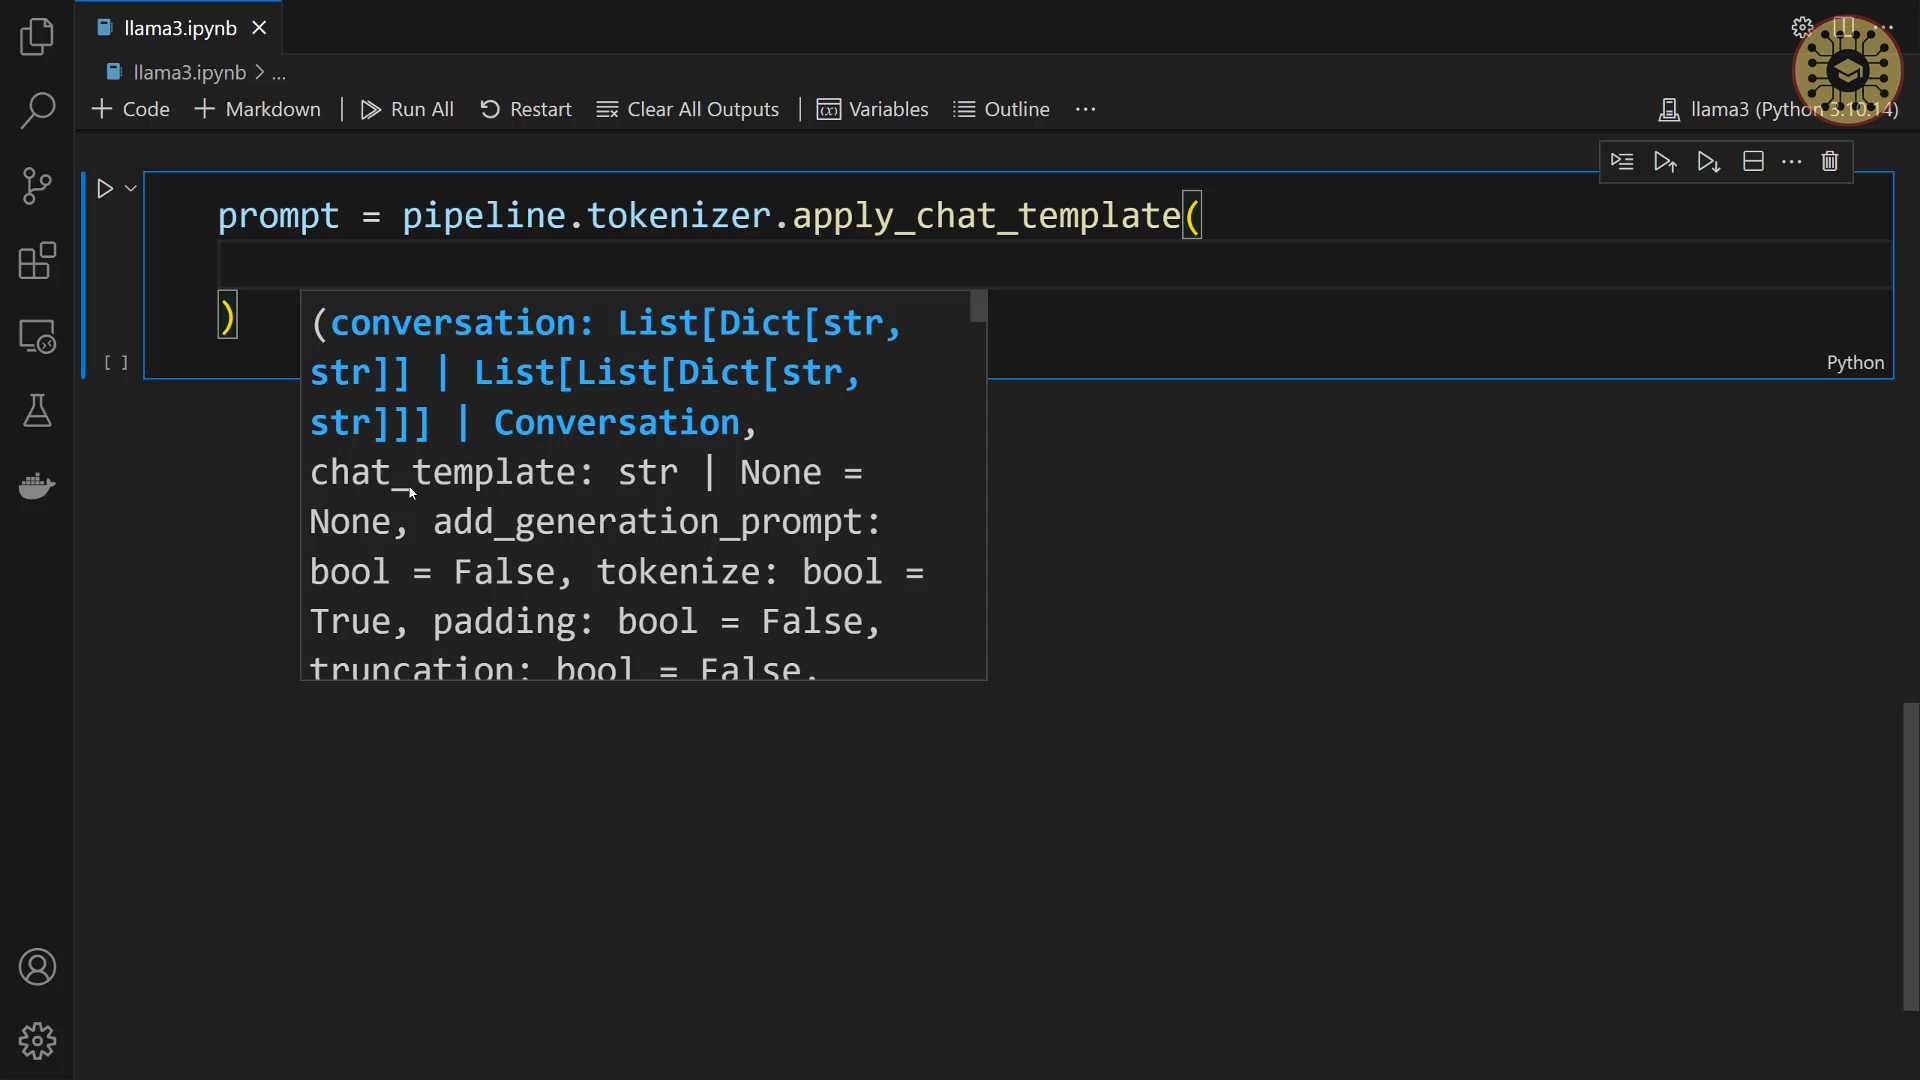 llama3.ipynb
llama3.ipynb > ...
Code Markdown Run All Restart Clear All Outputs Variables Outline ... llama3 (Python 3.10.14)
prompt = pipeline.tokenizer.apply_chat_template(
)
[ ]
Python
(conversation: List[Dict[str,
str]] | List[List[Dict[str,
str]]] | Conversation,
chat_template: str | None =
None, add_generation_prompt:
bool = False, tokenize: bool =
True, padding: bool = False,
truncation: bool = False,